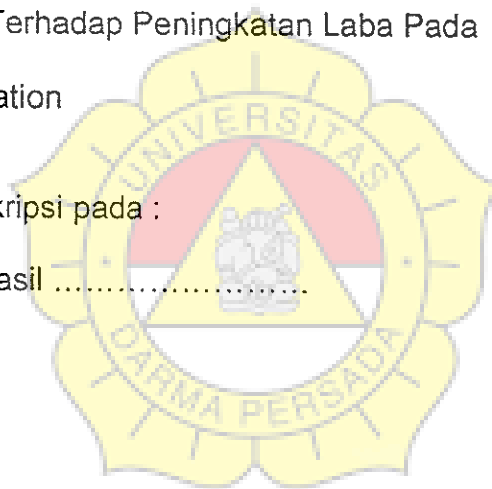 Terhadap Peningkatan Laba Pada
ation
kripsi pada :
asil ........................
UNIVERSITAS
DARMA PERSADA